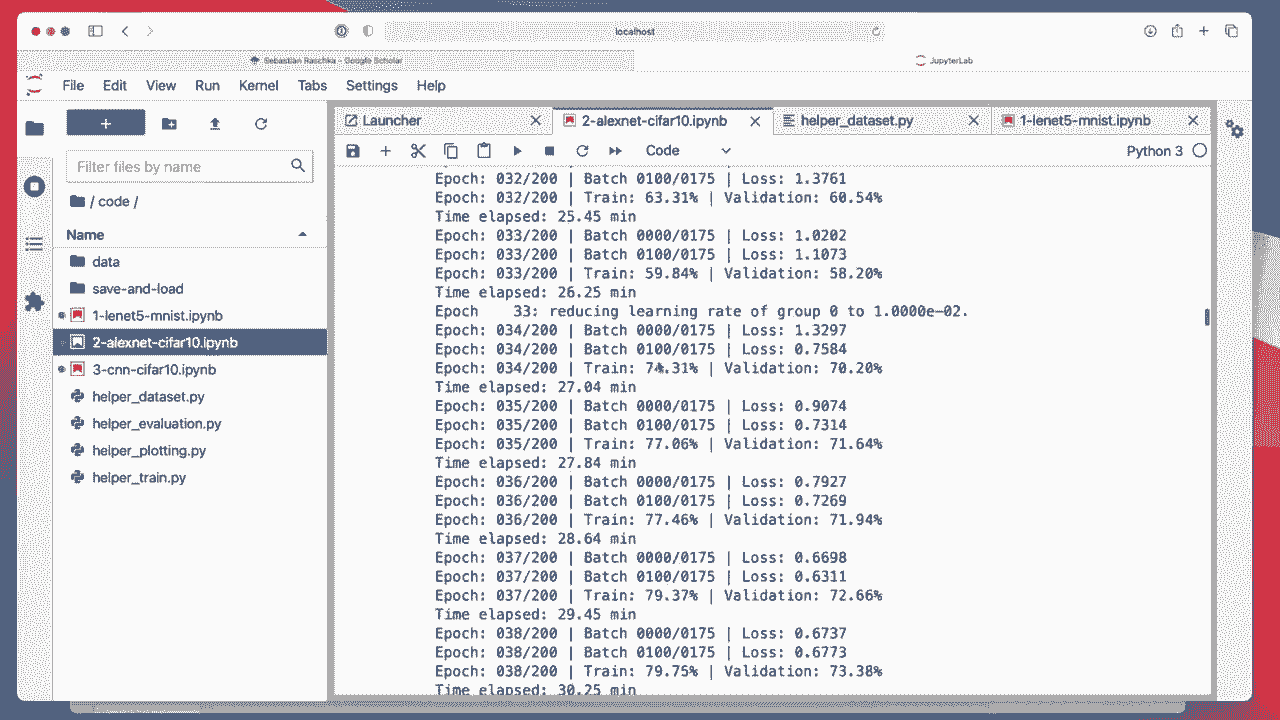 localhost
Sebastian Raschka - Google Scholar
JupyterLab
File Edit View Run Kernel Tabs Settings Help
Launcher
2-alexnet-cifar10.ipynb
helper_dataset.py
1-lenet5-mnist.ipynb
Filter files by name
/ code /
Name
data
save-and-load
1-lenet5-mnist.ipynb
2-alexnet-cifar10.ipynb
3-cnn-cifar10.ipynb
helper_dataset.py
helper_evaluation.py
helper_plotting.py
helper_train.py
Code
Python 3
Epoch: 032/200 | Batch 0100/0175 | Loss: 1.3761
Epoch: 032/200 | Train: 63.31% | Validation: 60.54%
Time elapsed: 25.45 min
Epoch: 033/200 | Batch 0000/0175 | Loss: 1.0202
Epoch: 033/200 | Batch 0100/0175 | Loss: 1.1073
Epoch: 033/200 | Train: 59.84% | Validation: 58.20%
Time elapsed: 26.25 min
Epoch    33: reducing learning rate of group 0 to 1.0000e-02.
Epoch: 034/200 | Batch 0000/0175 | Loss: 1.3297
Epoch: 034/200 | Batch 0100/0175 | Loss: 0.7584
Epoch: 034/200 | Train: 74.31% | Validation: 70.20%
Time elapsed: 27.04 min
Epoch: 035/200 | Batch 0000/0175 | Loss: 0.9074
Epoch: 035/200 | Batch 0100/0175 | Loss: 0.7314
Epoch: 035/200 | Train: 77.06% | Validation: 71.64%
Time elapsed: 27.84 min
Epoch: 036/200 | Batch 0000/0175 | Loss: 0.7927
Epoch: 036/200 | Batch 0100/0175 | Loss: 0.7269
Epoch: 036/200 | Train: 77.46% | Validation: 71.94%
Time elapsed: 28.64 min
Epoch: 037/200 | Batch 0000/0175 | Loss: 0.6698
Epoch: 037/200 | Batch 0100/0175 | Loss: 0.6311
Epoch: 037/200 | Train: 79.37% | Validation: 72.66%
Time elapsed: 29.45 min
Epoch: 038/200 | Batch 0000/0175 | Loss: 0.6737
Epoch: 038/200 | Batch 0100/0175 | Loss: 0.6773
Epoch: 038/200 | Train: 79.75% | Validation: 73.38%
Time elapsed: 30.25 min